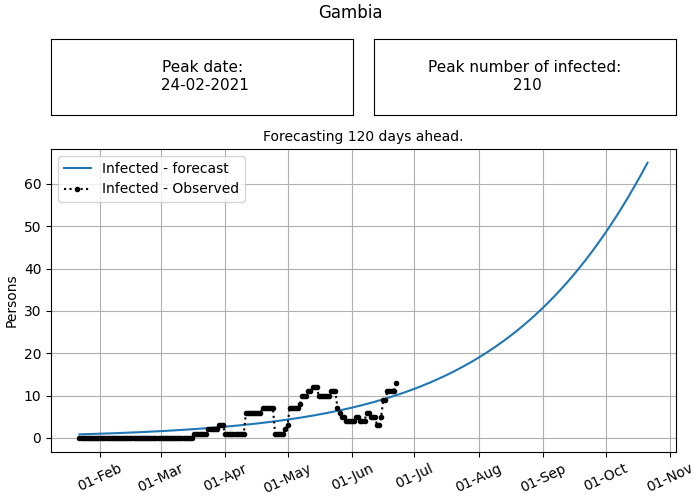 Gambia
Peak date:
24-02-2021
Peak number of infected:
210
Forecasting 120 days ahead.
Infected - forecast
Infected - Observed
Persons
60
50
40
30
20
10
0
01-Feb
01-Mar
01-Apr
01-May
01-Jun
01-Jul
01-Aug
01-Sep
01-Oct
01-Nov